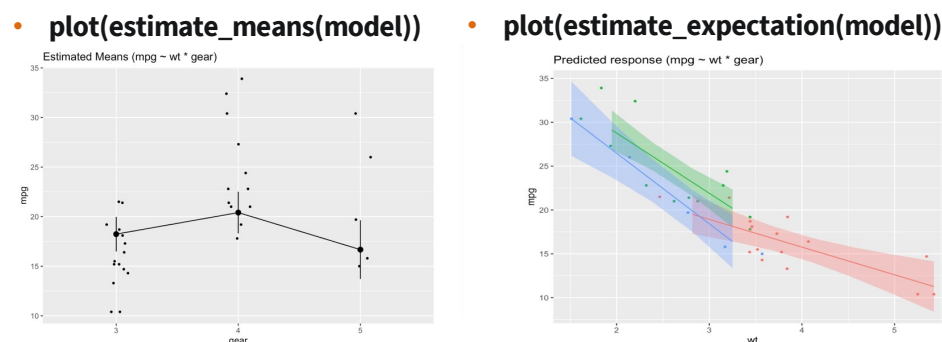 • plot(estimate_means(model))
Estimated Means (mpg ~ wt * gear)
35
30
25
20
15
10
mpg
3 4 5
gear
• plot(estimate_expectation(model))
Predicted response (mpg ~ wt * gear)
35
30
25
20
15
10
mpg
2 3 4 5
wt